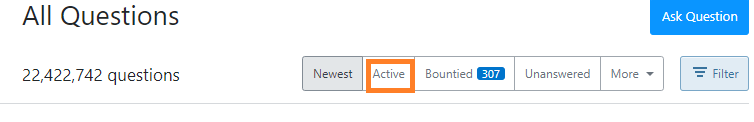 All Questions
Ask Question
22,422,742 questions
Newest Active Bountied 307 Unanswered More Filter